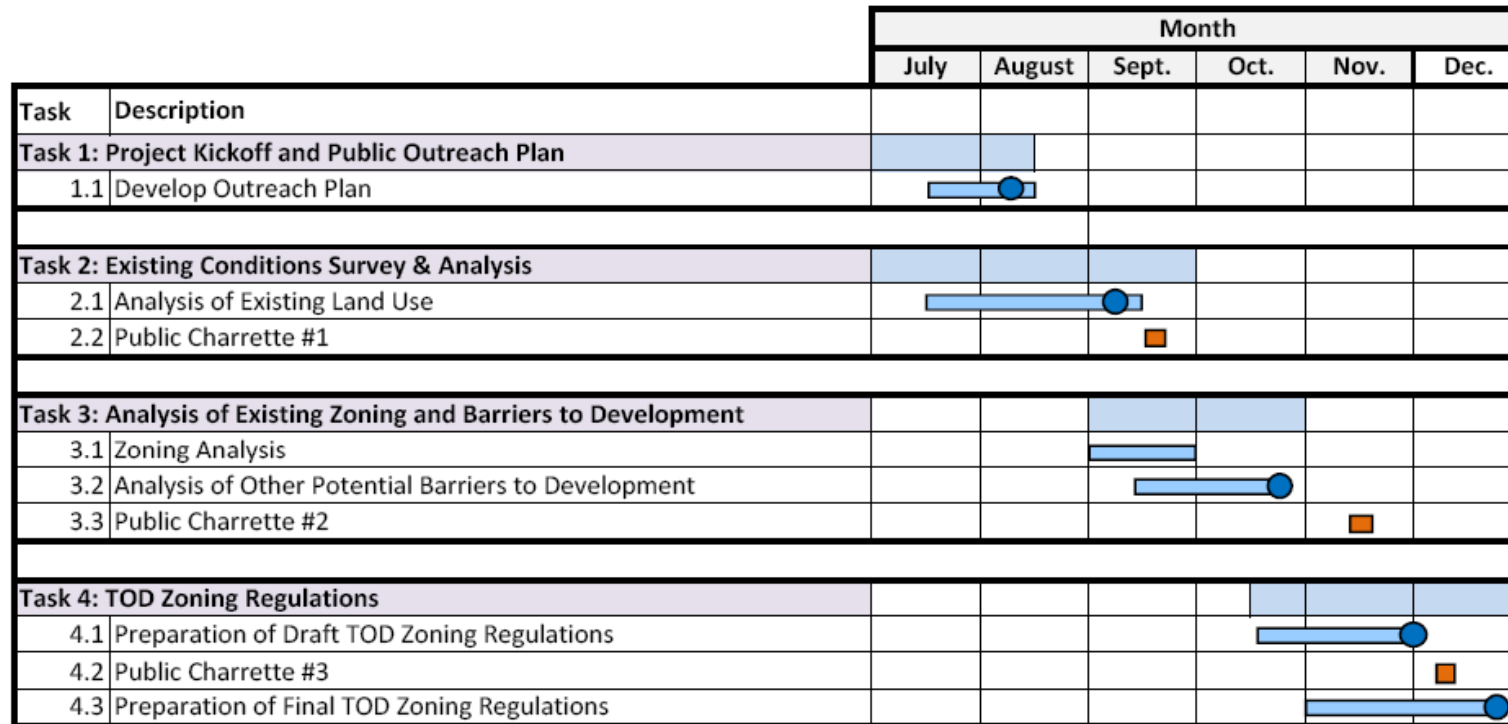 Month
July August Sept. Oct. Nov. Dec.
Task Description
Task 1: Project Kickoff and Public Outreach Plan
1.1 Develop Outreach Plan
Task 2: Existing Conditions Survey & Analysis
2.1 Analysis of Existing Land Use
2.2 Public Charrette #1
Task 3: Analysis of Existing Zoning and Barriers to Development
3.1 Zoning Analysis
3.2 Analysis of Other Potential Barriers to Development
3.3 Public Charrette #2
Task 4: TOD Zoning Regulations
4.1 Preparation of Draft TOD Zoning Regulations
4.2 Public Charrette #3
4.3 Preparation of Final TOD Zoning Regulations